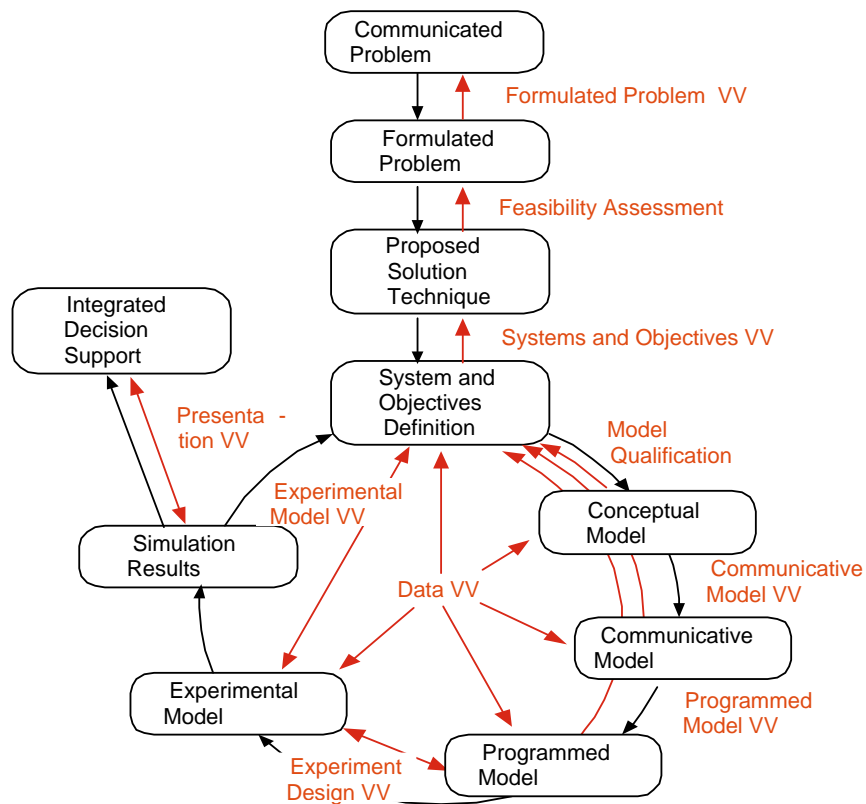 Communicated
Problem
Formulated Problem VV
Formulated
Problem
Feasibility Assessment
Proposed
Solution
Technique
Integrated
Decision
Support
Systems and Objectives VV
System and
Objectives
Definition
Presenta -
tion VV
Model
Qualification
Experimental
Model VV
Conceptual
Model
Simulation
Results
Communicative
Model VV
Data VV
Communicative
Model
Experimental
Model
Programmed
Model VV
Programmed
Model
Experiment
Design VV